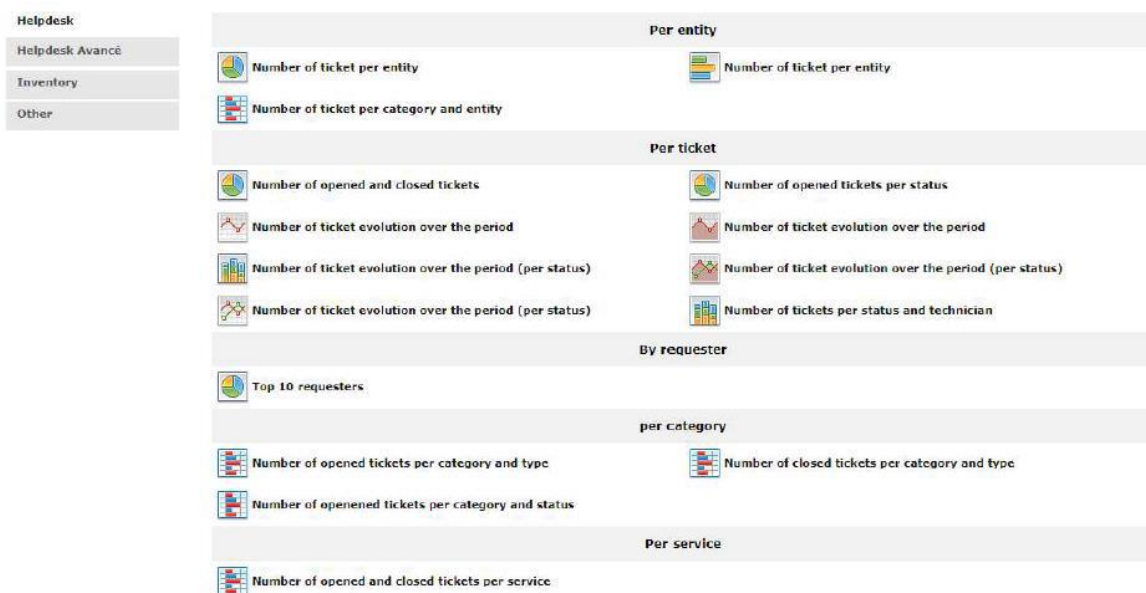 Helpdesk
Helpdesk Avancé
Inventory
Other
Per entity
Number of ticket per entity
Number of ticket per entity
Number of ticket per category and entity
Per ticket
Number of opened and closed tickets
Number of opened tickets per status
Number of ticket evolution over the period
Number of ticket evolution over the period
Number of ticket evolution over the period (per status)
Number of ticket evolution over the period (per status)
Number of ticket evolution over the period (per status)
Number of tickets per status and technician
By requester
Top 10 requesters
per category
Number of opened tickets per category and type
Number of closed tickets per category and type
Number of openened tickets per category and status
Per service
Number of opened and closed tickets per service